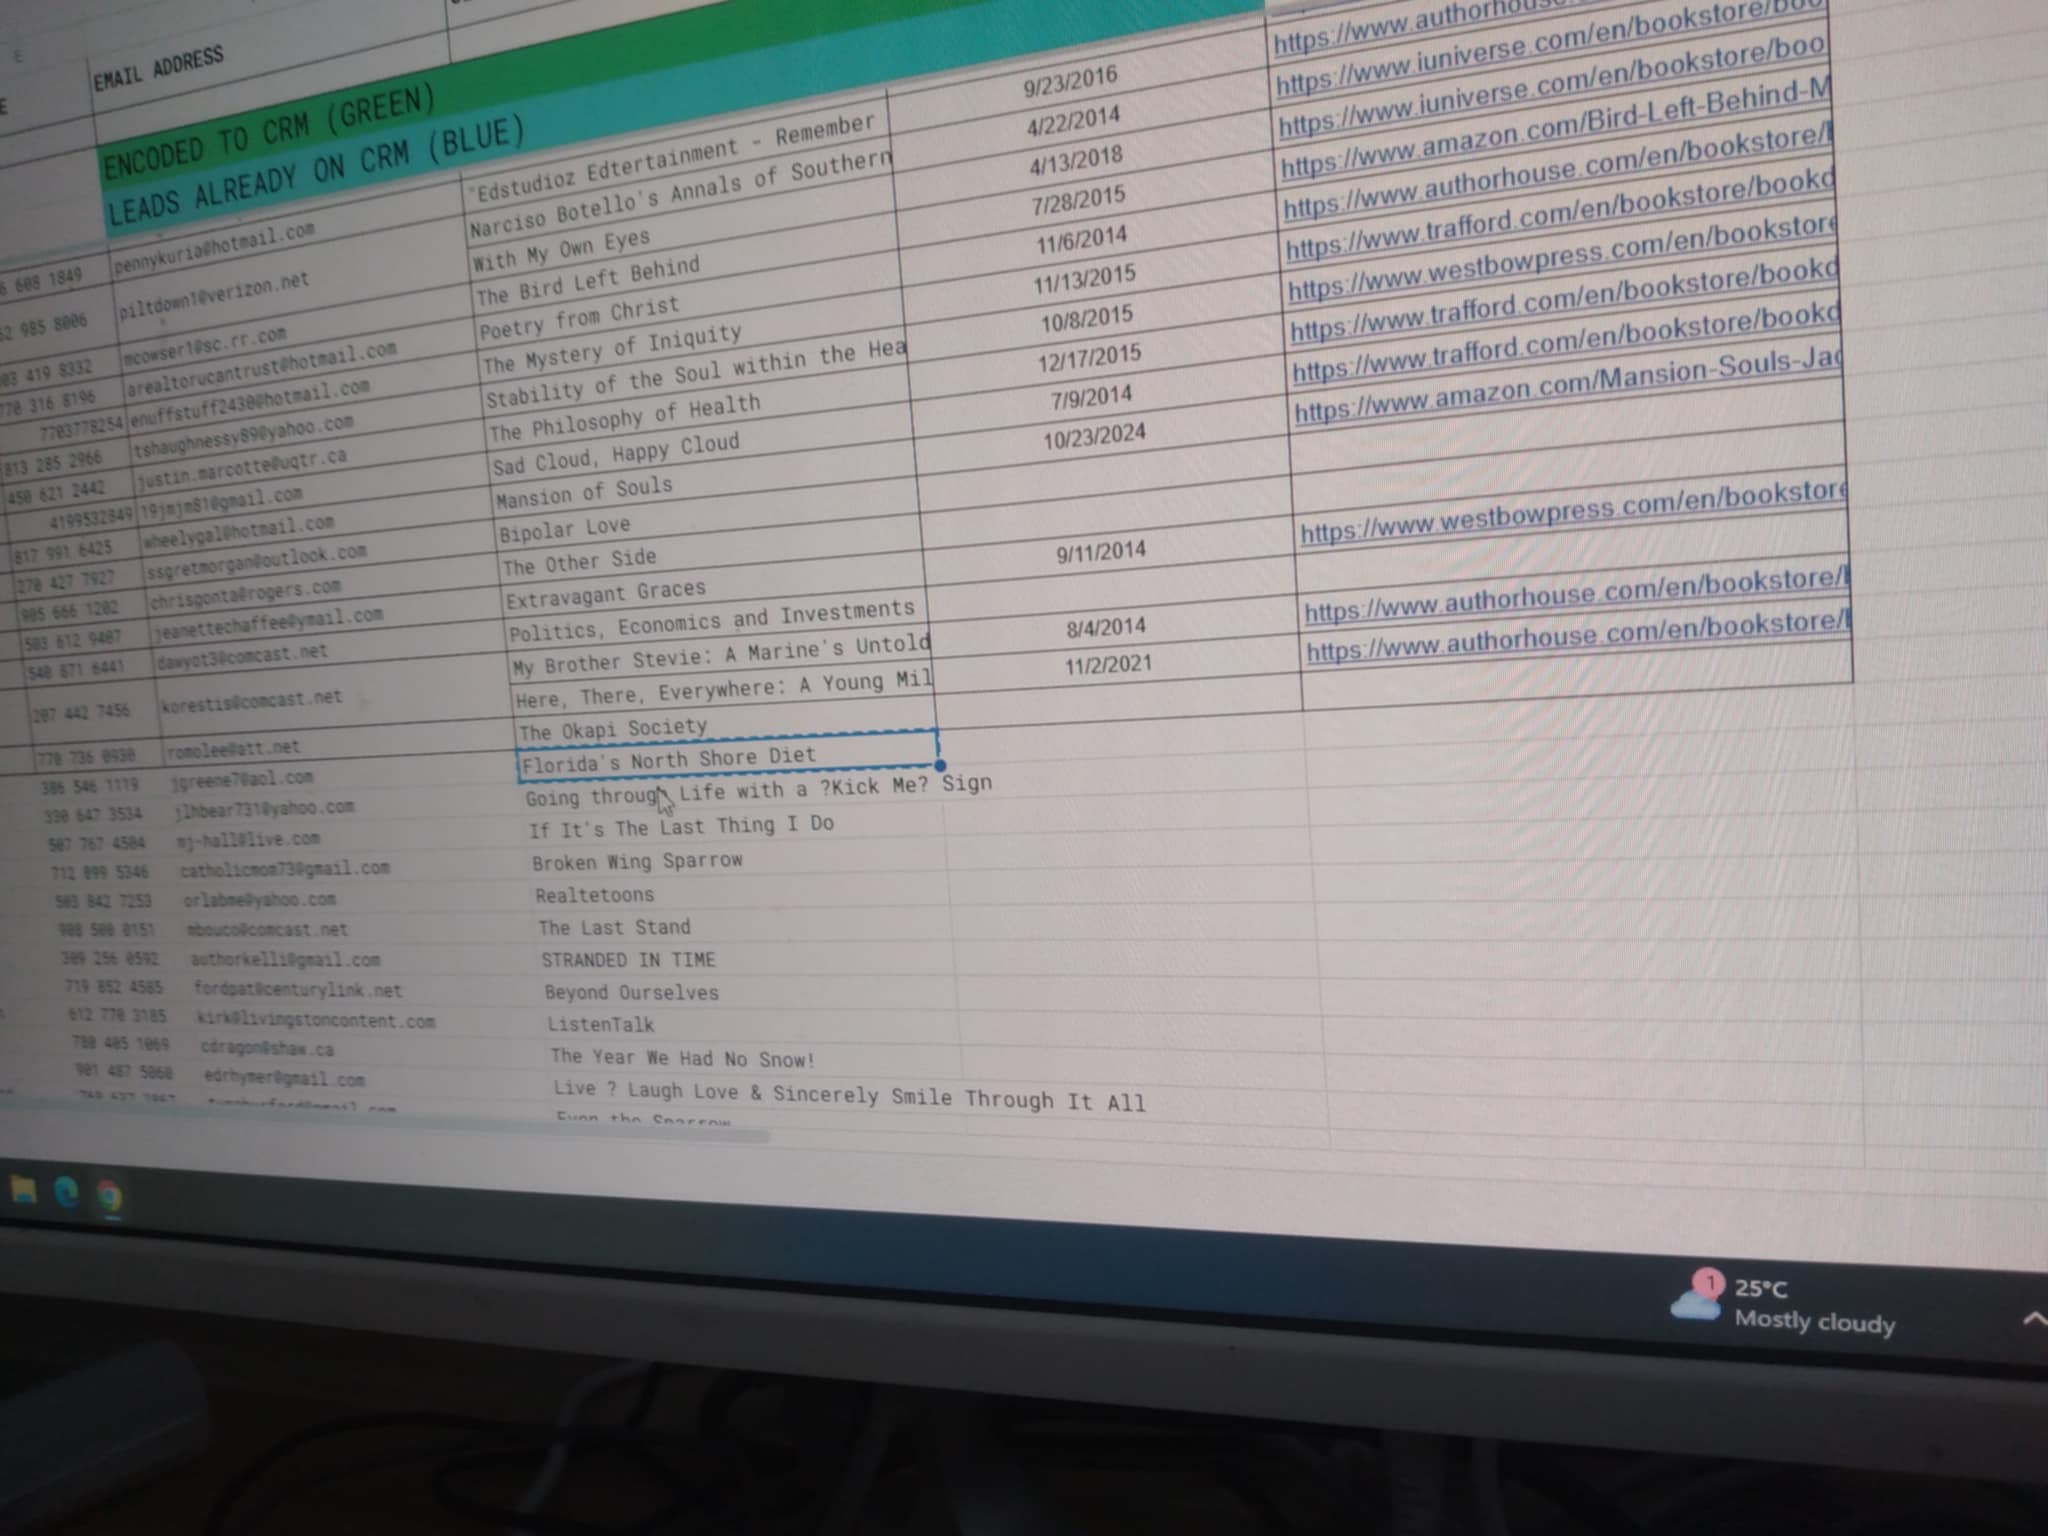 E
EMAIL ADDRESS
E
ENCODED TO CRM (GREEN)
LEADS ALREADY ON CRM (BLUE)
https://www.authorhouse
"Edstudioz Edtertainment - Remember 9/23/2016 https://www.iuniverse.com/en/bookstore/boo
6 608 1849 pennykuria@hotmail.com Narciso Botello's Annals of Southern 4/22/2014 https://www.iuniverse.com/en/bookstore/boo
62 985 8006 piltdown1@verizon.net With My Own Eyes 4/13/2018 https://www.amazon.com/Bird-Left-Behind-M
03 419 8332 mcowser1@sc.rr.com The Bird Left Behind 7/28/2015 https://www.authorhouse.com/en/bookstore/
770 316 8196 arealtorucantrust@hotmail.com Poetry from Christ 11/6/2014 https://www.trafford.com/en/bookstore/bookd
7703778254 enuffstuff2430@hotmail.com The Mystery of Iniquity 11/13/2015 https://www.westbowpress.com/en/bookstore
813 285 2966 tshaughnessy89@yahoo.com Stability of the Soul within the Hea 10/8/2015 https://www.trafford.com/en/bookstore/bookd
450 621 2442 justin.marcotte@uqtr.ca The Philosophy of Health 12/17/2015 https://www.trafford.com/en/bookstore/bookd
4199532849 19jmjm81@gmail.com Sad Cloud, Happy Cloud 7/9/2014 https://www.amazon.com/Mansion-Souls-Jac
817 991 6425 wheelygal@hotmail.com Mansion of Souls 10/23/2024
270 427 7927 ssgretmorgan@outlook.com Bipolar Love
905 666 1202 chrisgonta@rogers.com The Other Side https://www.westbowpress.com/en/bookstore
503 612 9407 jeanettechaffee@ymail.com Extravagant Graces 9/11/2014
540 871 6441 dawyot3@comcast.net Politics, Economics and Investments https://www.authorhouse.com/en/bookstore/
207 442 7456 korestis@comcast.net My Brother Stevie: A Marine's Untold 8/4/2014 https://www.authorhouse.com/en/bookstore/
Here, There, Everywhere: A Young Mil 11/2/2021
770 736 0930 romolee@att.net The Okapi Society
386 546 1119 jgreene7@aol.com Florida's North Shore Diet
330 647 3534 jlhbear731@yahoo.com Going through Life with a ?Kick Me? Sign
507 767 4504 mj-hall@live.com If It's The Last Thing I Do
712 899 5346 catholicmom73@gmail.com Broken Wing Sparrow
503 842 7253 orlabme@yahoo.com Realtetoons
908 500 0151 mbouco@comcast.net The Last Stand
309 256 0592 authorkelli@gmail.com STRANDED IN TIME
719 852 4585 fordpat@centurylink.net Beyond Ourselves
612 770 3185 kirk@livingstoncontent.com ListenTalk
780 405 1069 cdragon@shaw.ca The Year We Had No Snow!
901 487 5060 edrhymer@gmail.com Live ? Laugh Love & Sincerely Smile Through It All
Even the Sparrow
1
25°C
Mostly cloudy